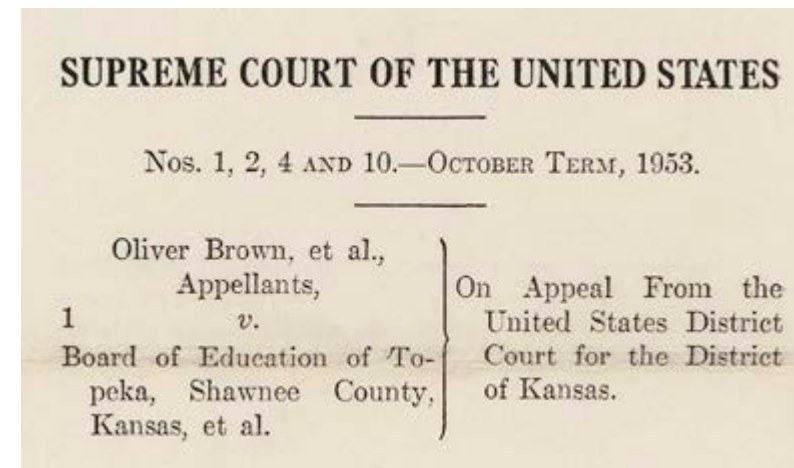 SUPREME COURT OF THE UNITED STATES
Nos. 1, 2, 4 AND 10.—OCTOBER TERM, 1953.
Oliver Brown, et al.,
Appellants,
1 v.
Board of Education of To-
peka, Shawnee County,
Kansas, et al.
On Appeal From the
United States District
Court for the District
of Kansas.